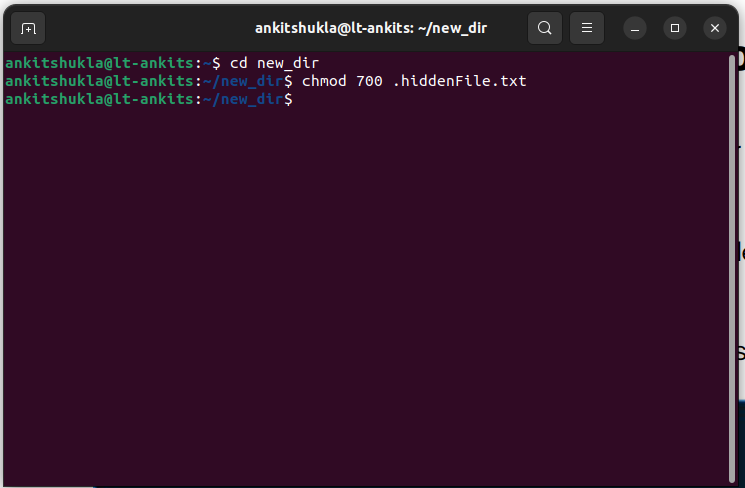 ankitshukla@lt-ankits: ~/new_dir
ankitshukla@lt-ankits:~$ cd new_dir
ankitshukla@lt-ankits:~/new_dir$ chmod 700 .hiddenFile.txt
ankitshukla@lt-ankits:~/new_dir$